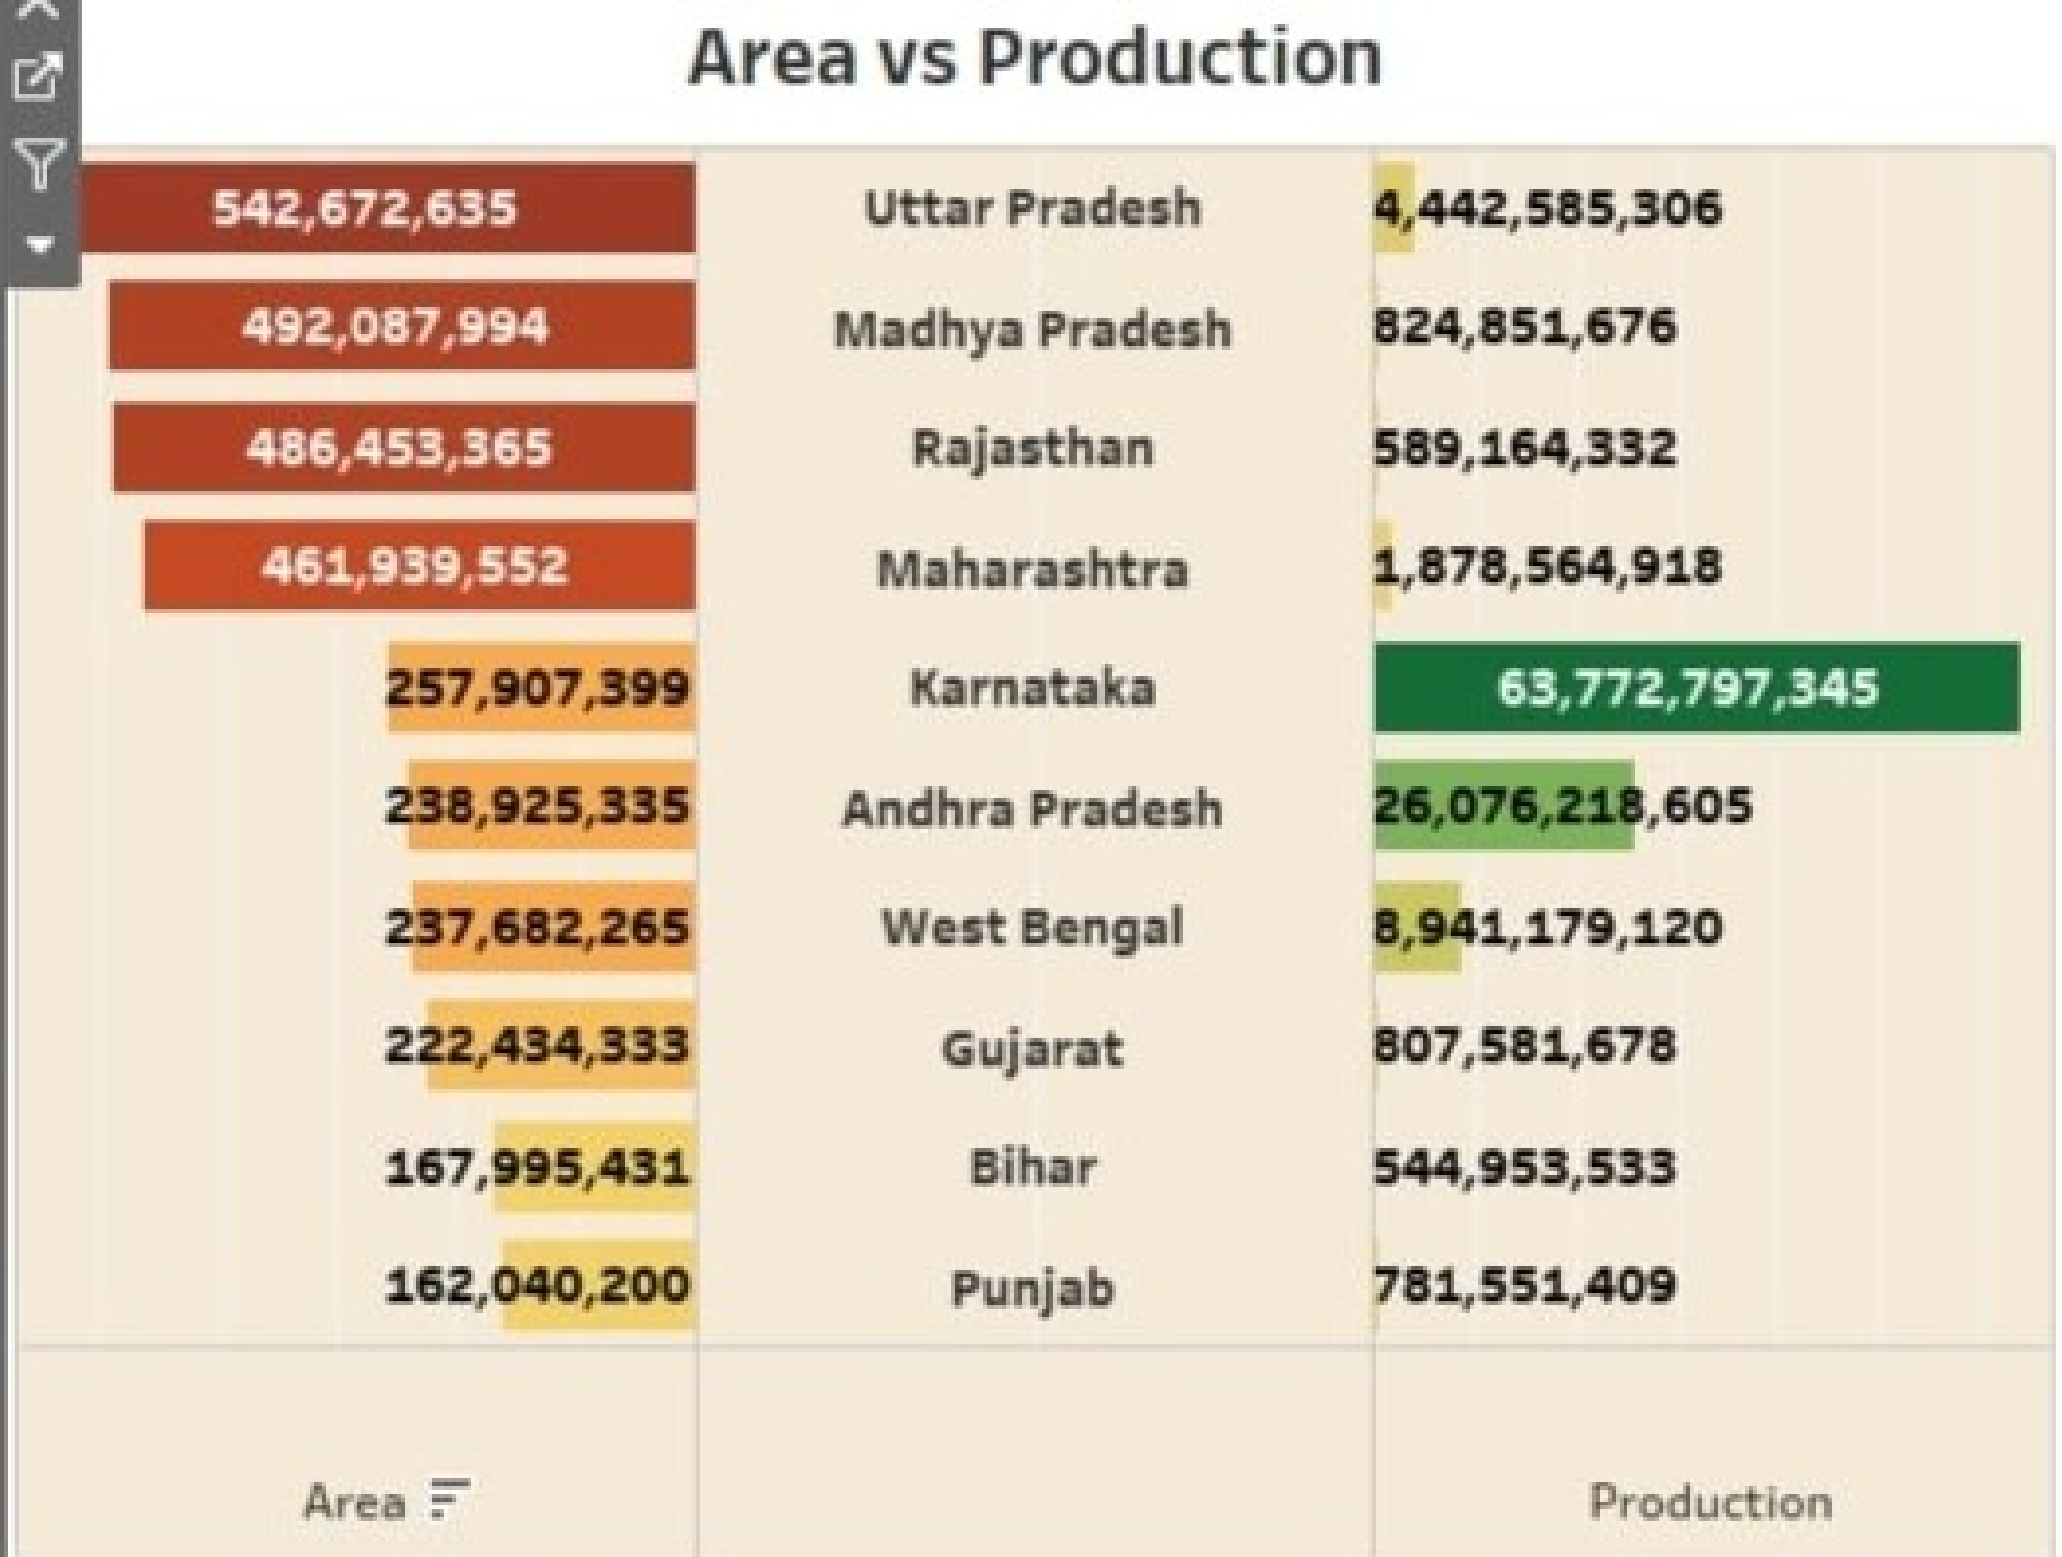 Area vs Production
542,672,635 Uttar Pradesh 4,442,585,306
492,087,994 Madhya Pradesh 824,851,676
486,453,365 Rajasthan 589,164,332
461,939,552 Maharashtra 1,878,564,918
257,907,399 Karnataka 63,772,797,345
238,925,335 Andhra Pradesh 26,076,218,605
237,682,265 West Bengal 8,941,179,120
222,434,333 Gujarat 807,581,678
167,995,431 Bihar 544,953,533
162,040,200 Punjab 781,551,409
Area Production